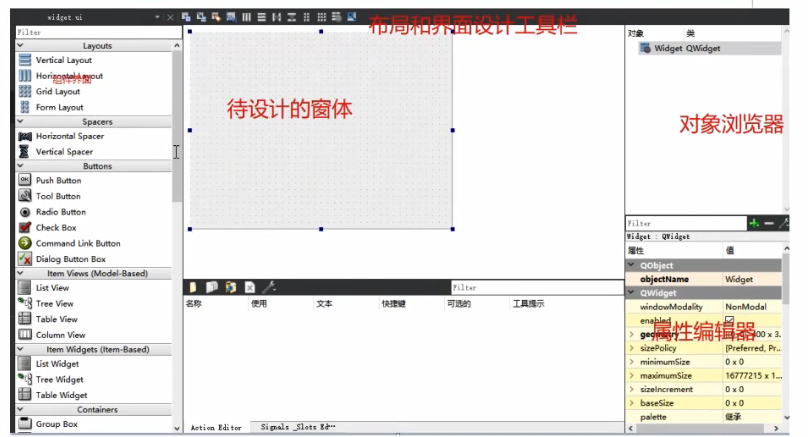 widget.ui
布局和界面设计工具栏
Filter
Layouts
Vertical Layout
Horizontal Layout
组件界面
Grid Layout
Form Layout
Spacers
Horizontal Spacer
Vertical Spacer
Buttons
Push Button
Tool Button
Radio Button
Check Box
Command Link Button
Dialog Button Box
Item Views (Model-Based)
List View
Tree View
Table View
Column View
Item Widgets (Item-Based)
List Widget
Tree Widget
Table Widget
Containers
Group Box
待设计的窗体
Filter
名称 使用 文本 快捷键 可选的 工具提示
Action Editor Signals _Slots Ed…
对象 类
Widget QWidget
对象浏览器
Filter
Widget : QWidget
属性 值
QObject
objectName Widget
QWidget
windowModality NonModal
enabled
属性编辑器
geometry 400 x 3...
sizePolicy [Preferred, Pr...
minimumSize 0 x 0
maximumSize 16777215 x 1...
sizeIncrement 0 x 0
baseSize 0 x 0
palette 继承